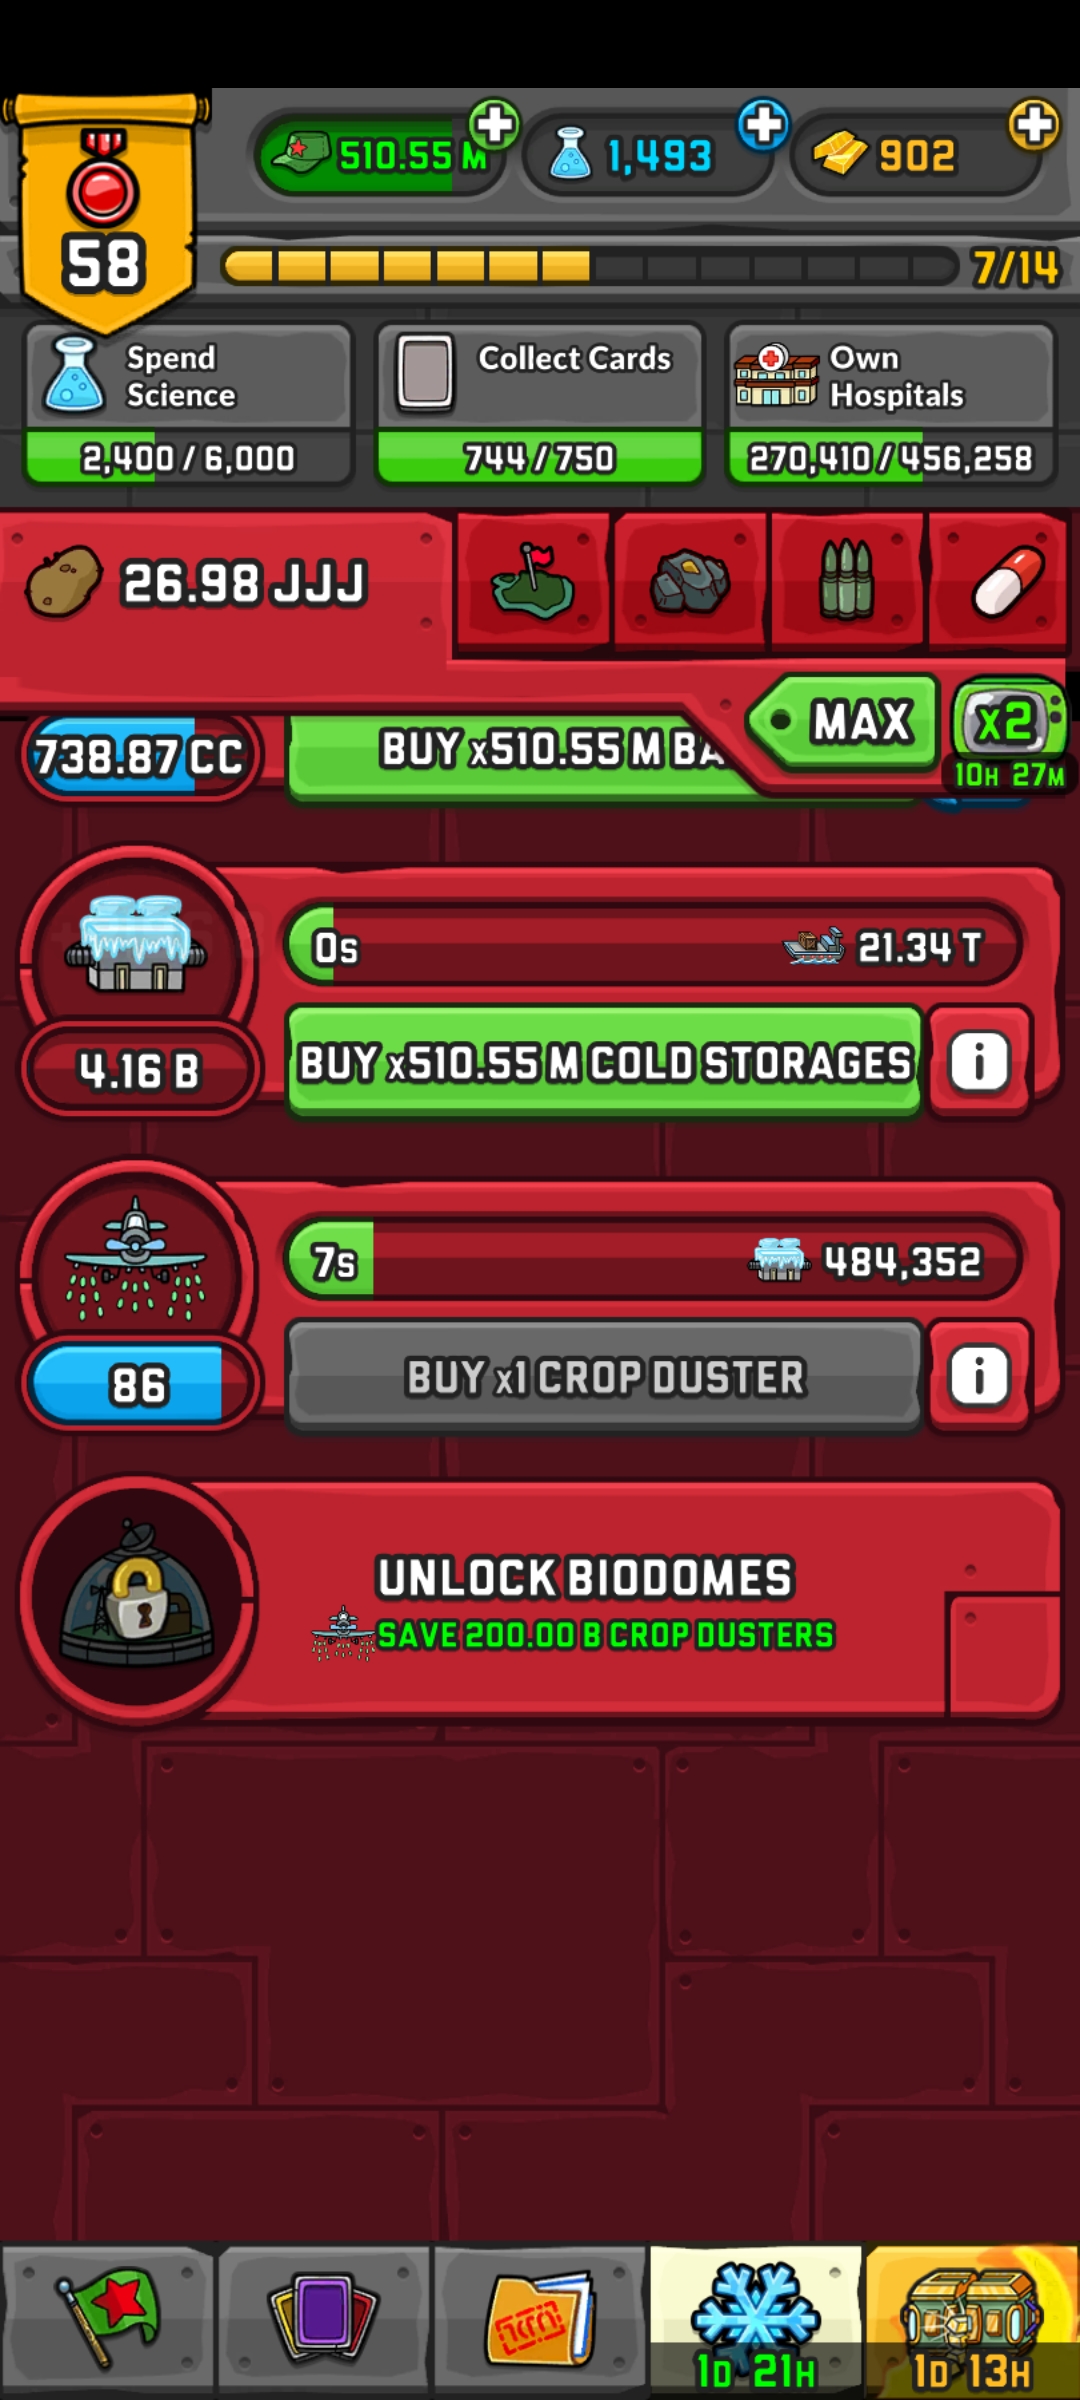 510.55 M
1,493
902
58
7/14
Spend
Science
2,400 / 6,000
Collect Cards
744 / 750
Own
Hospitals
270,410 / 456,258
26.98 JJJ
MAX
x2
10H 27M
738.87 CC
BUY x510.55 M
0s
21.34 T
4.16 B
BUY x510.55 M COLD STORAGES
i
7s
484,352
86
BUY x1 CROP DUSTER
i
UNLOCK BIODOMES
SAVE 200.00 B CROP DUSTERS
1D 21H
1D 13H